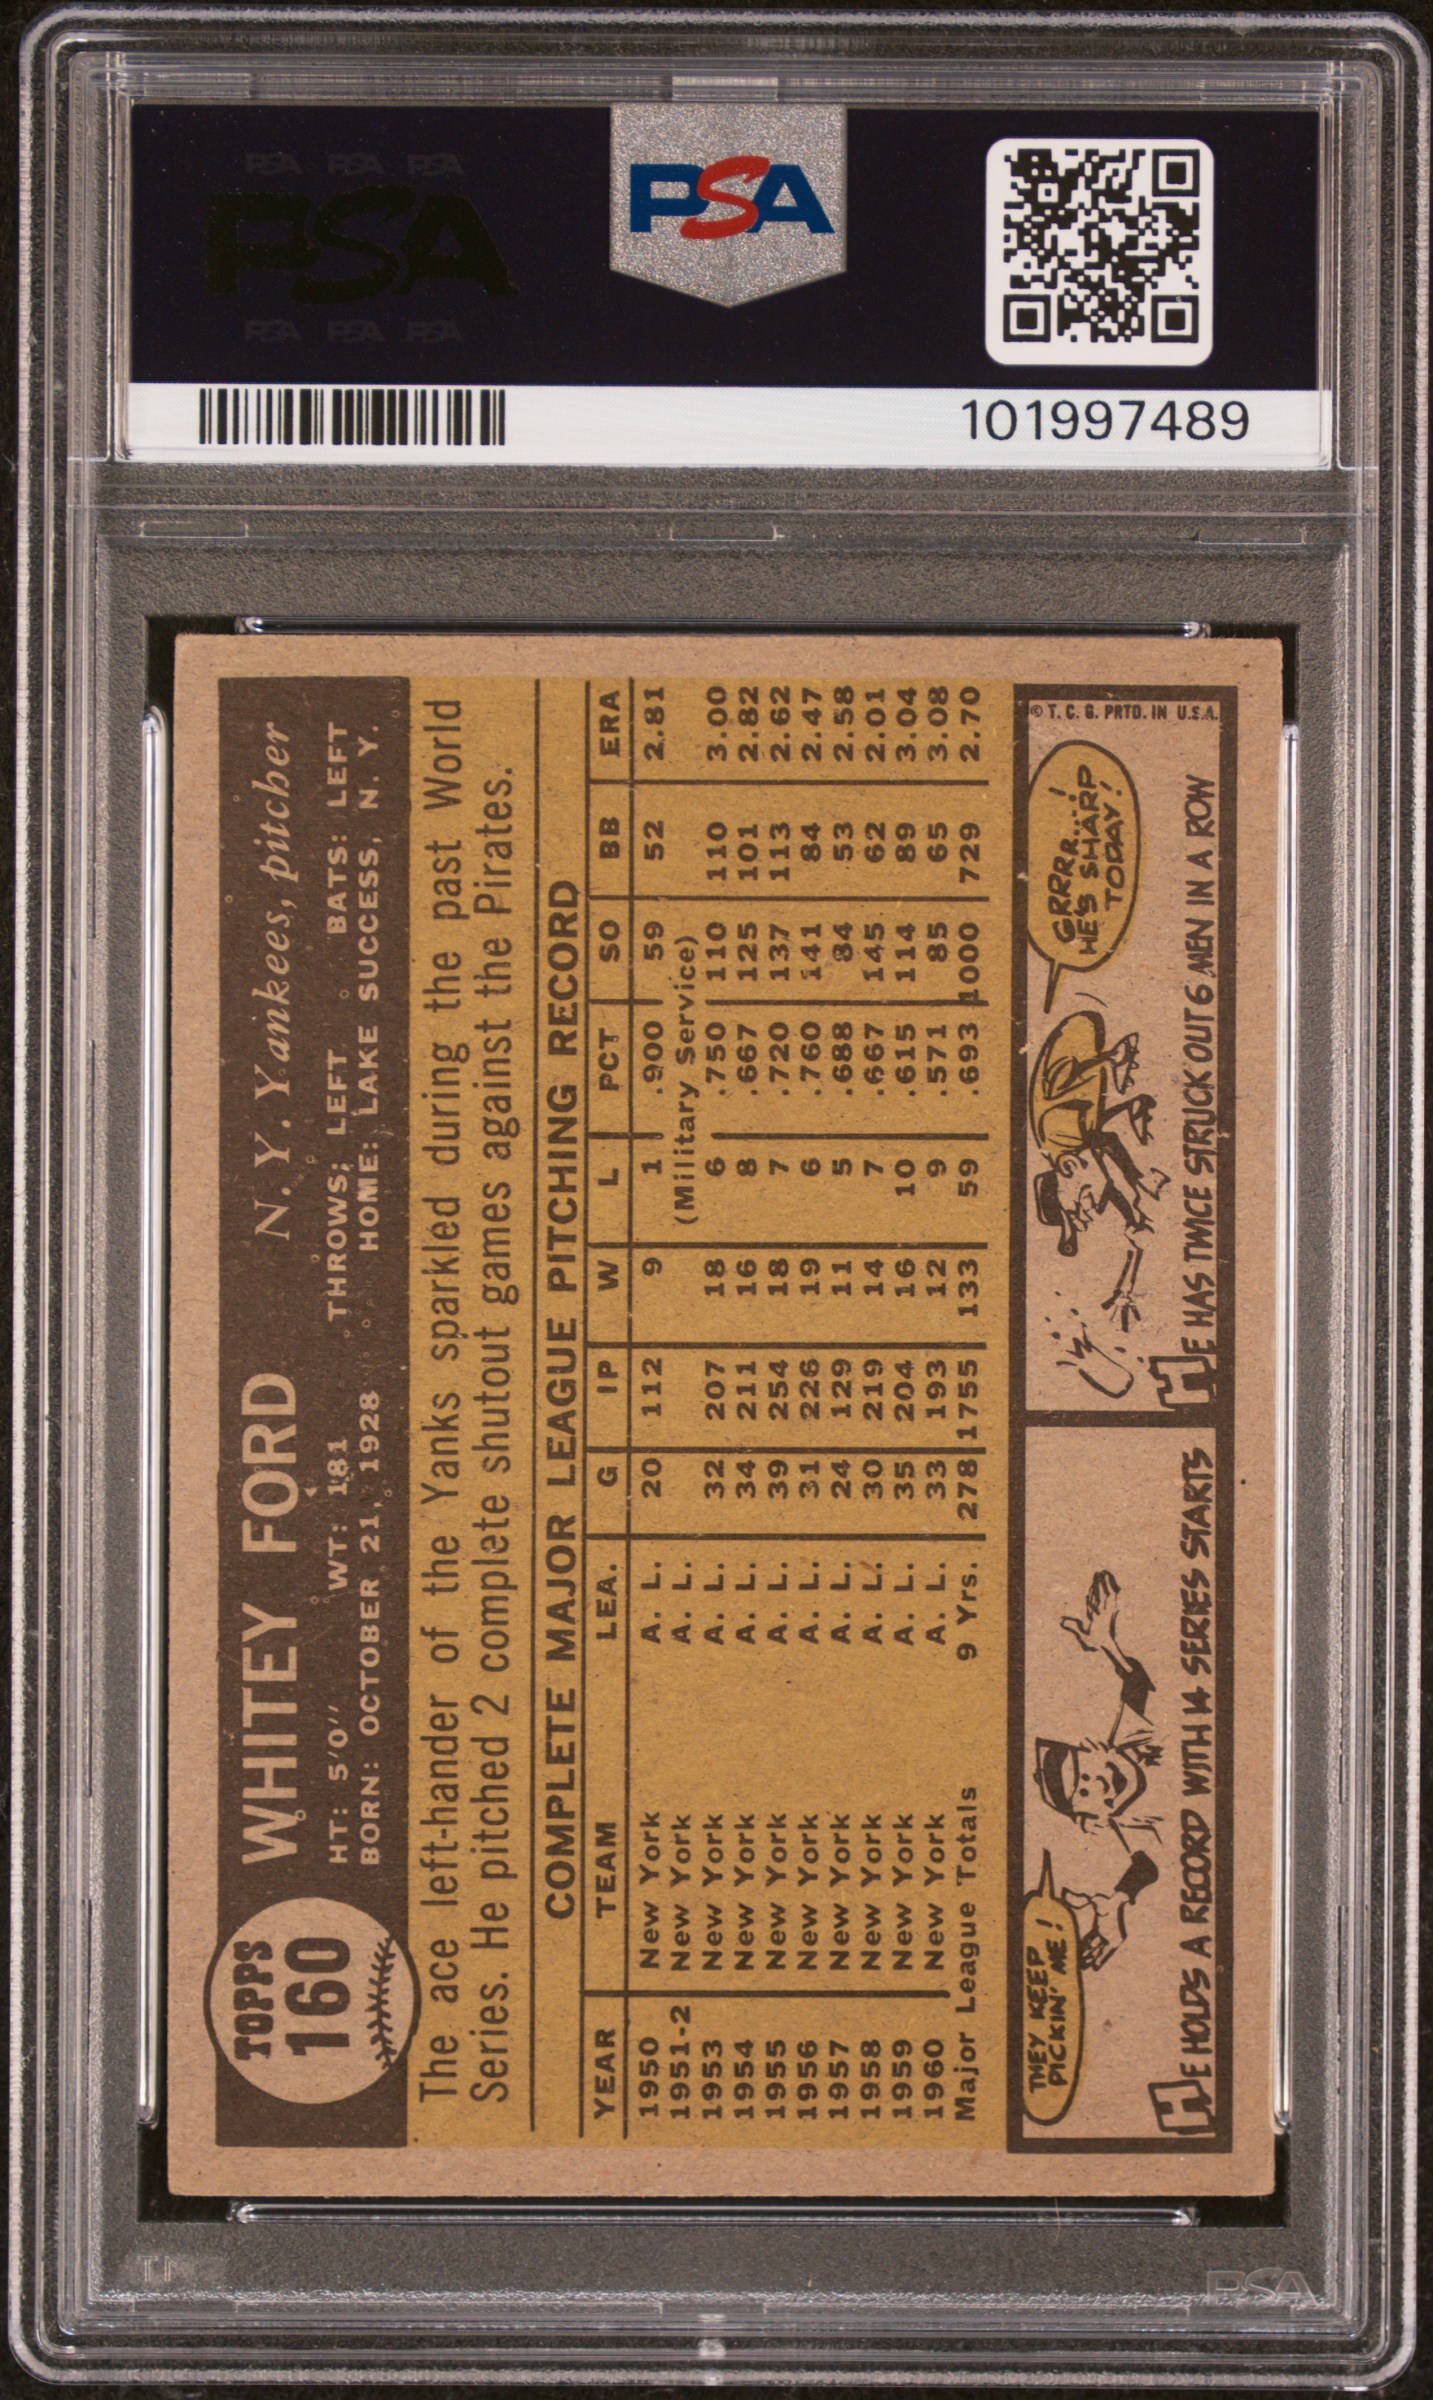 PSA PSA PSA
PSA
PSA PSA PSA
PSA
101997489
TOPPS
160
WHITEY FORD N. Y. Yankees, pitcher
HT: 5'0'' WT: 181 THROWS: LEFT BATS: LEFT
BORN: OCTOBER 21, 1928 HOME: LAKE SUCCESS, N. Y.
The ace left-hander of the Yanks sparkled during the past World
Series. He pitched 2 complete shutout games against the Pirates.
COMPLETE MAJOR LEAGUE PITCHING RECORD
YEAR TEAM LEA. G IP W L PCT SO BB ERA
1950 New York A. L. 20 112 9 1 .900 59 52 2.81
1951-2 New York A. L. (Military Service)
1953 New York A. L. 32 207 18 6 .750 110 110 3.00
1954 New York A. L. 34 211 16 8 .667 125 101 2.82
1955 New York A. L. 39 254 18 7 .720 137 113 2.62
1956 New York A. L. 31 226 19 6 .760 141 84 2.47
1957 New York A. L. 24 129 11 5 .688 84 53 2.58
1958 New York A. L. 30 219 14 7 .667 145 62 2.01
1959 New York A. L. 35 204 16 10 .615 114 89 3.04
1960 New York A. L. 33 193 12 9 .571 85 65 3.08
Major League Totals 9 Yrs. 278 1755 133 59 .693 1000 729 2.70
THEY KEEP
PICKIN' ME!
HE HOLDS A RECORD WITH 14 SERIES STARTS
GRRRR...!
HE'S SHARP
TODAY!
HE HAS TWICE STRUCK OUT 6 MEN IN A ROW
© T. C. G. PRTD. IN U.S.A.
PSA